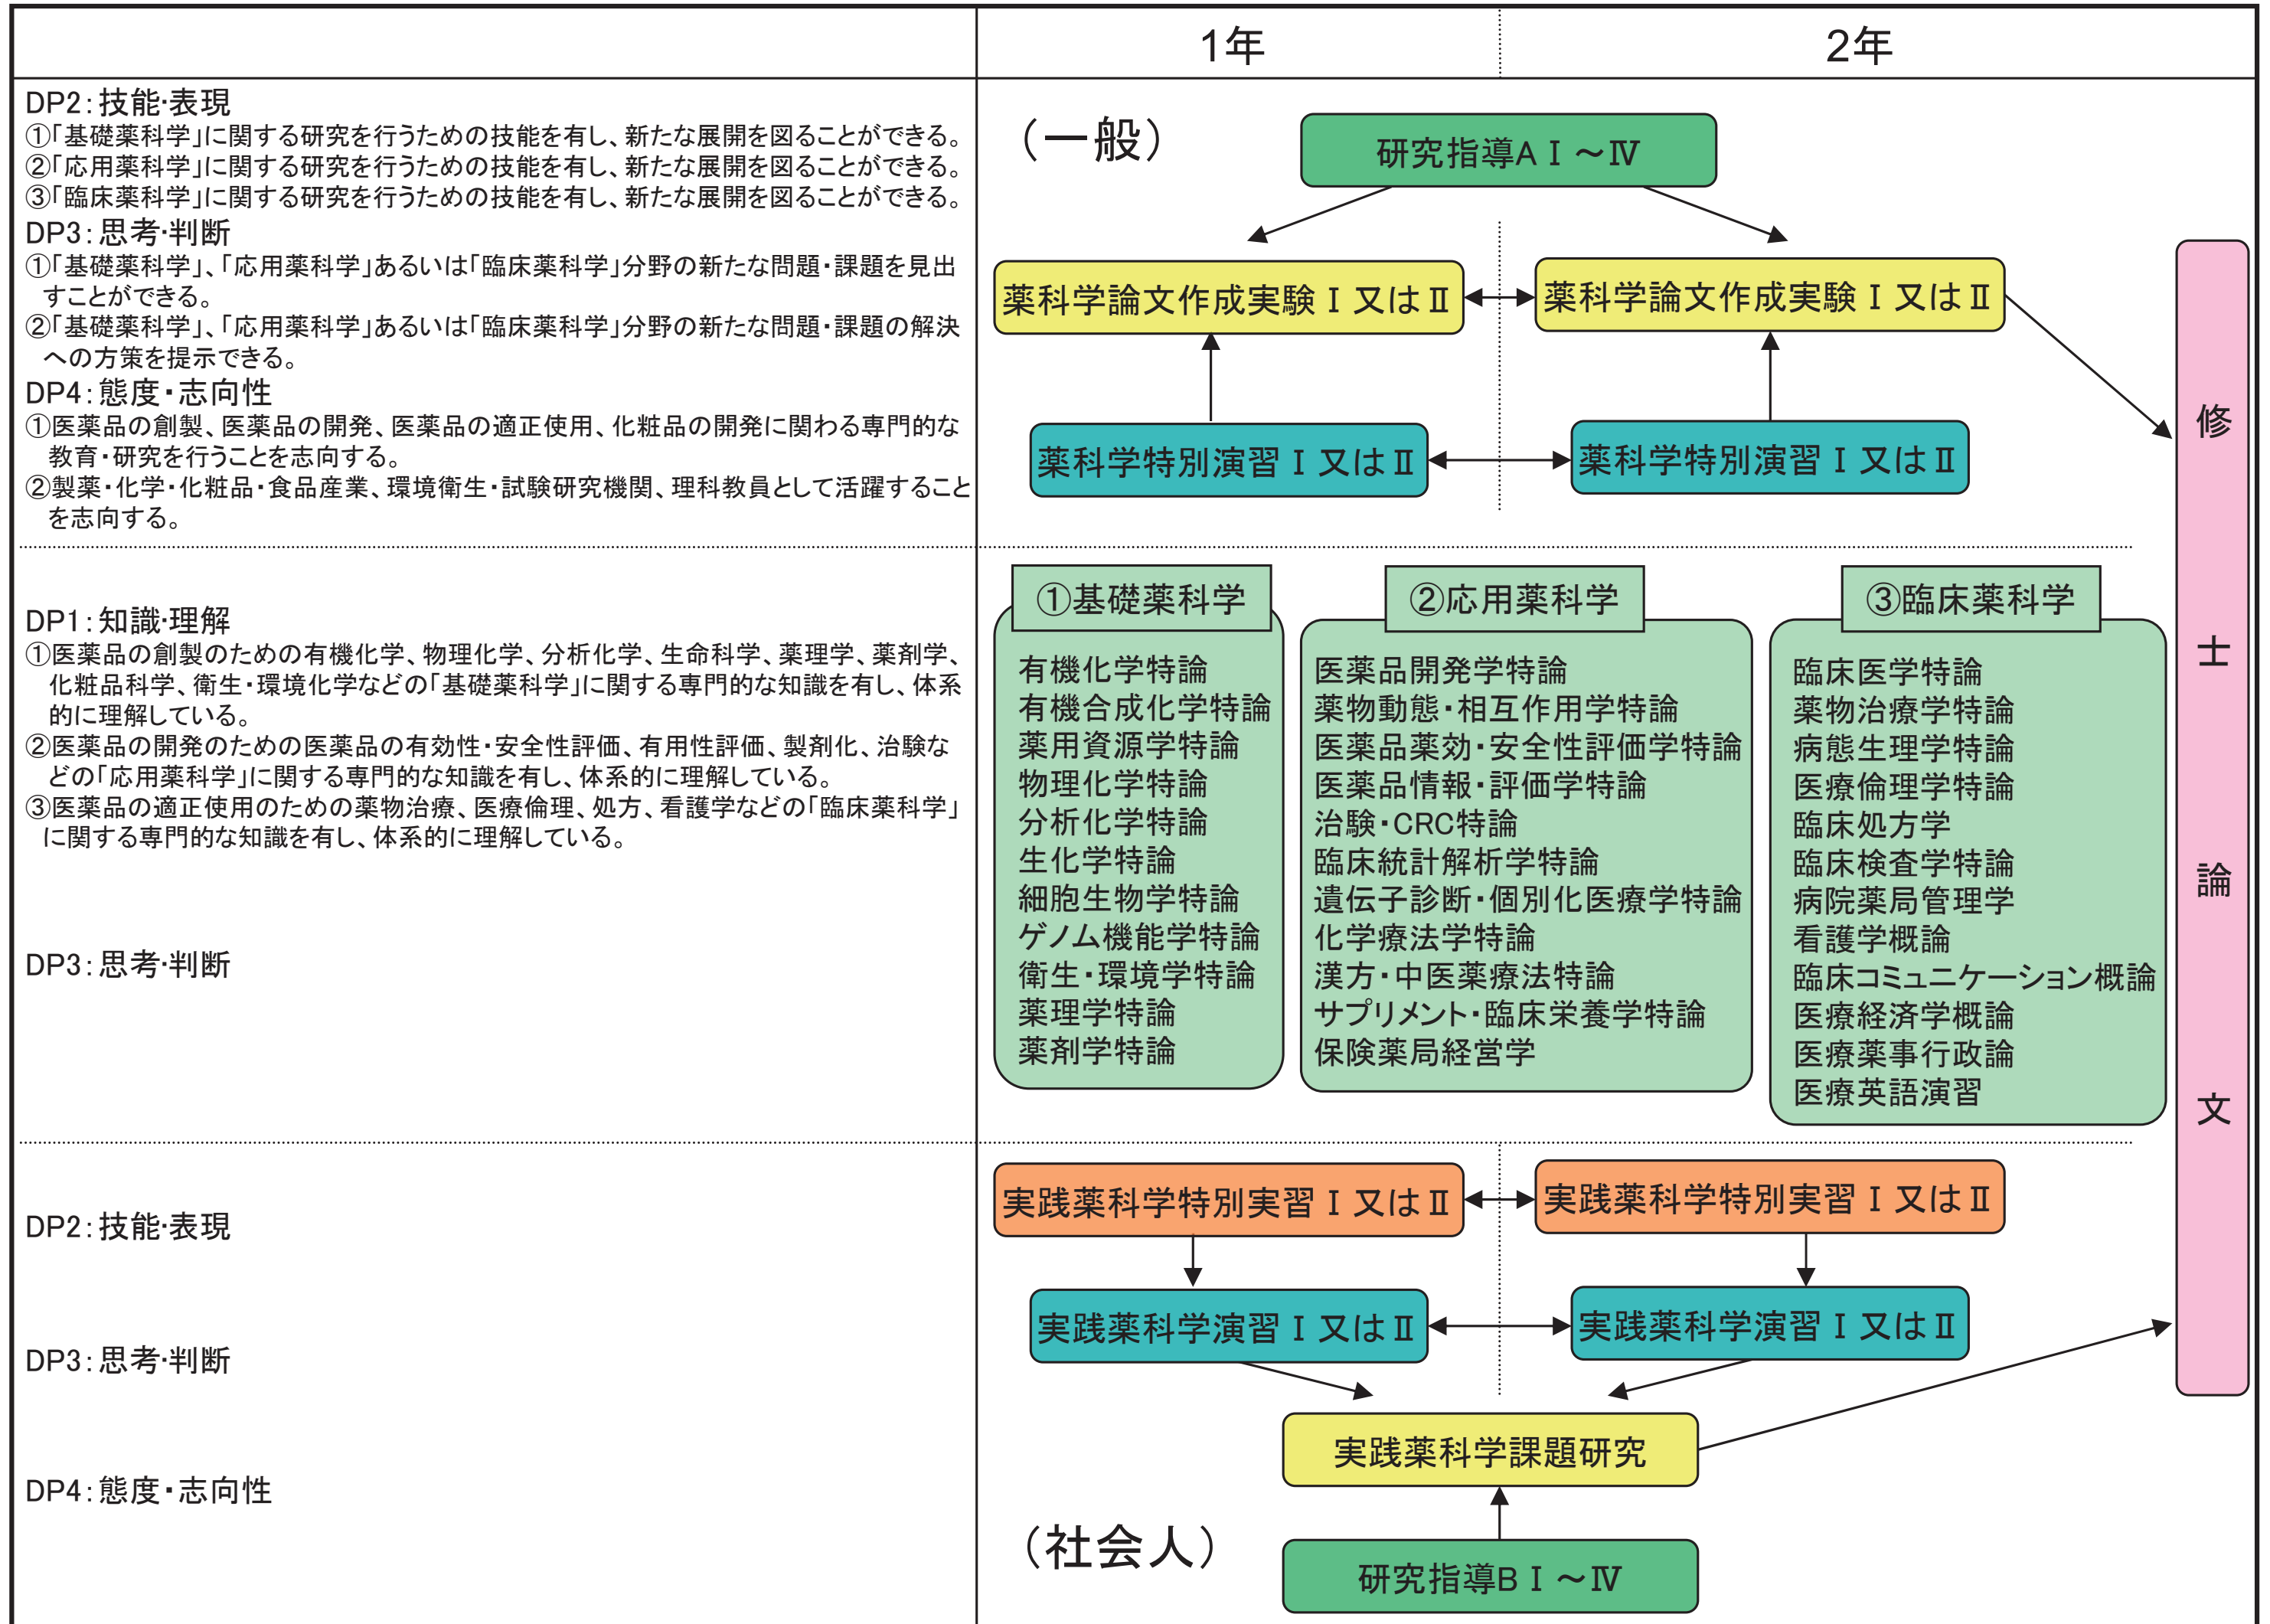 1年
2年
DP2：技能･表現
①｢基礎薬科学｣に関する研究を行うための技能を有し、新たな展開を図ることができる。
②｢応用薬科学｣に関する研究を行うための技能を有し、新たな展開を図ることができる。
③｢臨床薬科学｣に関する研究を行うための技能を有し、新たな展開を図ることができる。
DP3：思考･判断
①｢基礎薬科学｣、｢応用薬科学｣あるいは｢臨床薬科学｣分野の新たな問題・課題を見出
すことができる。
②｢基礎薬科学｣、｢応用薬科学｣あるいは｢臨床薬科学｣分野の新たな問題・課題の解決
への方策を提示できる。
DP4：態度・志向性
①医薬品の創製、医薬品の開発、医薬品の適正使用、化粧品の開発に関わる専門的な
教育・研究を行うことを志向する。
②製薬・化学・化粧品・食品産業、環境衛生・試験研究機関、理科教員として活躍すること
を志向する。
（一般）
研究指導AⅠ～Ⅳ
薬科学論文作成実験Ⅰ又はⅡ
薬科学論文作成実験Ⅰ又はⅡ
薬科学特別演習Ⅰ又はⅡ
薬科学特別演習Ⅰ又はⅡ
修
士
論
文
DP1：知識･理解
①医薬品の創製のための有機化学、物理化学、分析化学、生命科学、薬理学、薬剤学、
化粧品科学、衛生・環境化学などの｢基礎薬科学｣に関する専門的な知識を有し、体系
的に理解している。
②医薬品の開発のための医薬品の有効性・安全性評価、有用性評価、製剤化、治験な
どの｢応用薬科学｣に関する専門的な知識を有し、体系的に理解している。
③医薬品の適正使用のための薬物治療、医療倫理、処方、看護学などの｢臨床薬科学｣
に関する専門的な知識を有し、体系的に理解している。
DP3：思考･判断
①基礎薬科学
有機化学特論
有機合成化学特論
薬用資源学特論
物理化学特論
分析化学特論
生化学特論
細胞生物学特論
ゲノム機能学特論
衛生・環境学特論
薬理学特論
薬剤学特論
②応用薬科学
医薬品開発学特論
薬物動態・相互作用学特論
医薬品薬効・安全性評価学特論
医薬品情報・評価学特論
治験・CRC特論
臨床統計解析学特論
遺伝子診断・個別化医療学特論
化学療法学特論
漢方・中医薬療法特論
サプリメント・臨床栄養学特論
保険薬局経営学
③臨床薬科学
臨床医学特論
薬物治療学特論
病態生理学特論
医療倫理学特論
臨床処方学
臨床検査学特論
病院薬局管理学
看護学概論
臨床コミュニケーション概論
医療経済学概論
医療薬事行政論
医療英語演習
DP2：技能･表現
DP3：思考･判断
DP4：態度・志向性
実践薬科学特別実習Ⅰ又はⅡ
実践薬科学特別実習Ⅰ又はⅡ
実践薬科学演習Ⅰ又はⅡ
実践薬科学演習Ⅰ又はⅡ
実践薬科学課題研究
（社会人）
研究指導BⅠ～Ⅳ